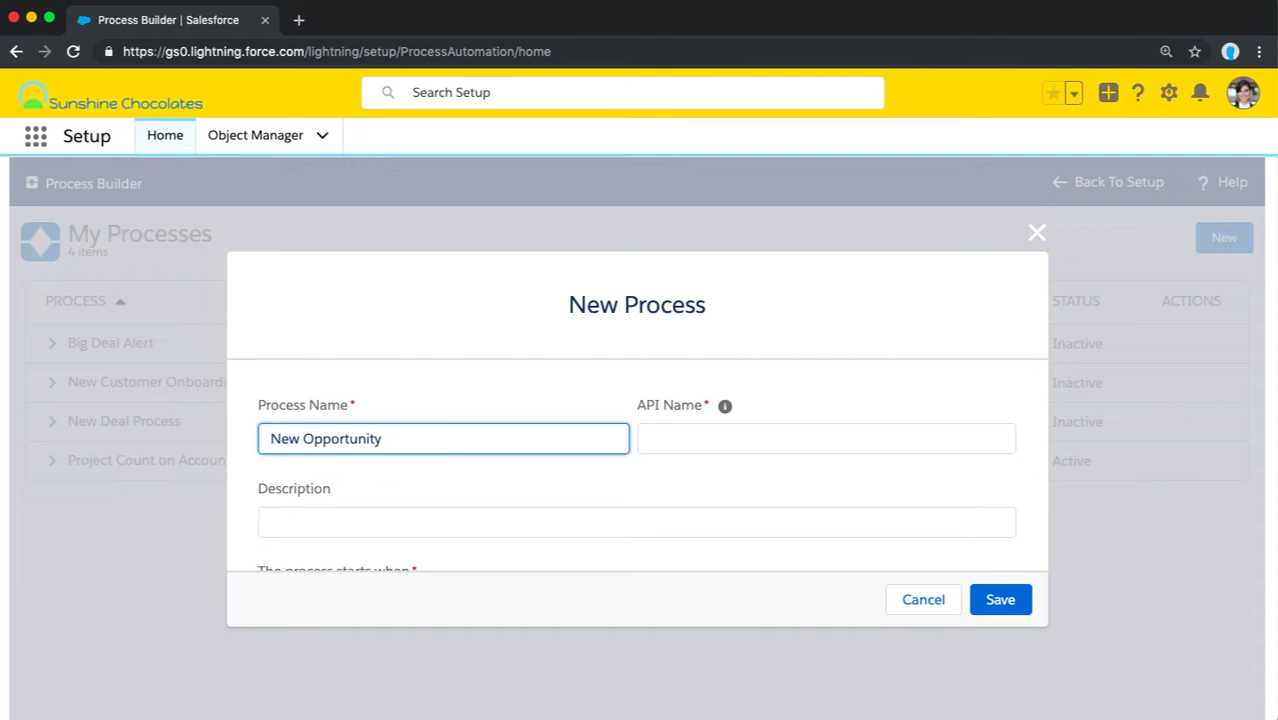 Process Builder | Salesforce
https://gs0.lightning.force.com/lightning/setup/ProcessAutomation/home
Sunshine Chocolates
Search Setup
Setup
Home
Object Manager
Process Builder
Back To Setup
? Help
My Processes
4 Items
New
PROCESS
STATUS
ACTIONS
Big Deal Alert
Inactive
New Customer Onboardi
Inactive
New Deal Process
Inactive
Project Count on Accoun
Active
New Process
Process Name*
API Name*
New Opportunity
Description
The process starts when*
Cancel
Save